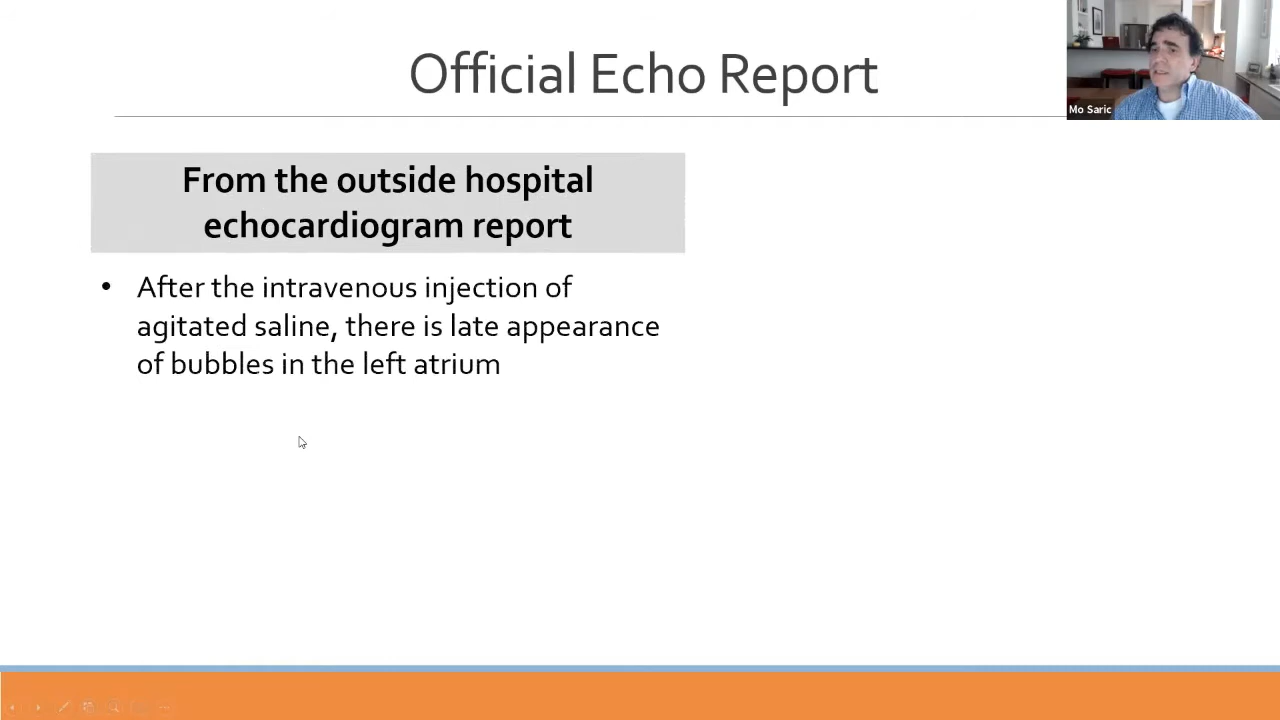 Official Echo Report
Mo Saric
From the outside hospital
echocardiogram report
• After the intravenous injection of
agitated saline, there is late appearance
of bubbles in the left atrium